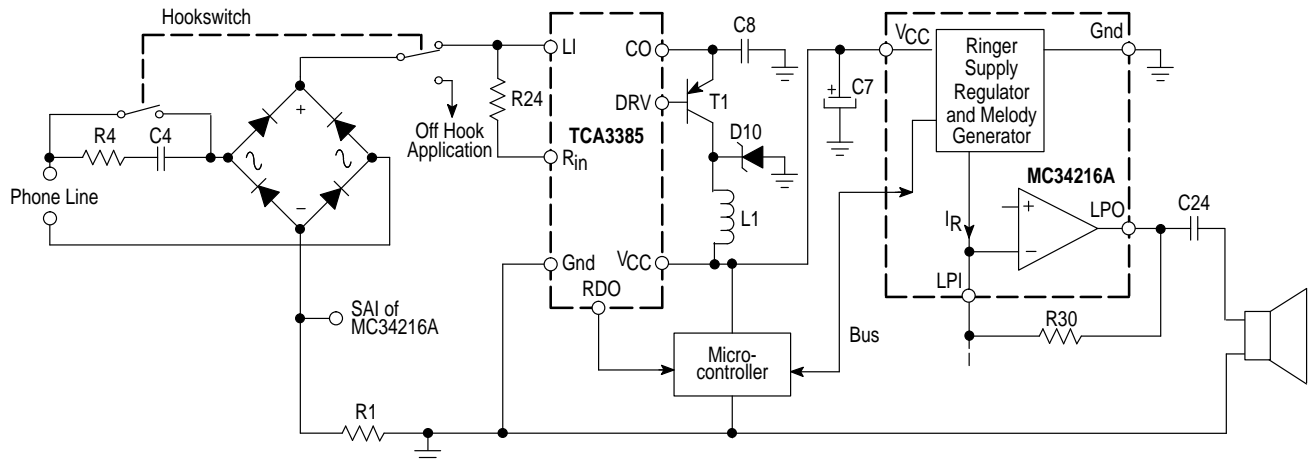 Hookswitch
R4
C4
Phone Line
+
–
SAI of
MC34216A
R1
Off Hook
Application
R24
LI
Rin
Gnd
RDO
TCA3385
CO
DRV
VCC
C8
T1
D10
L1
Micro-
controller
Bus
C7
VCC
Gnd
Ringer
Supply
Regulator
and Melody
Generator
MC34216A
IR
+
–
LPO
LPI
R30
C24
+